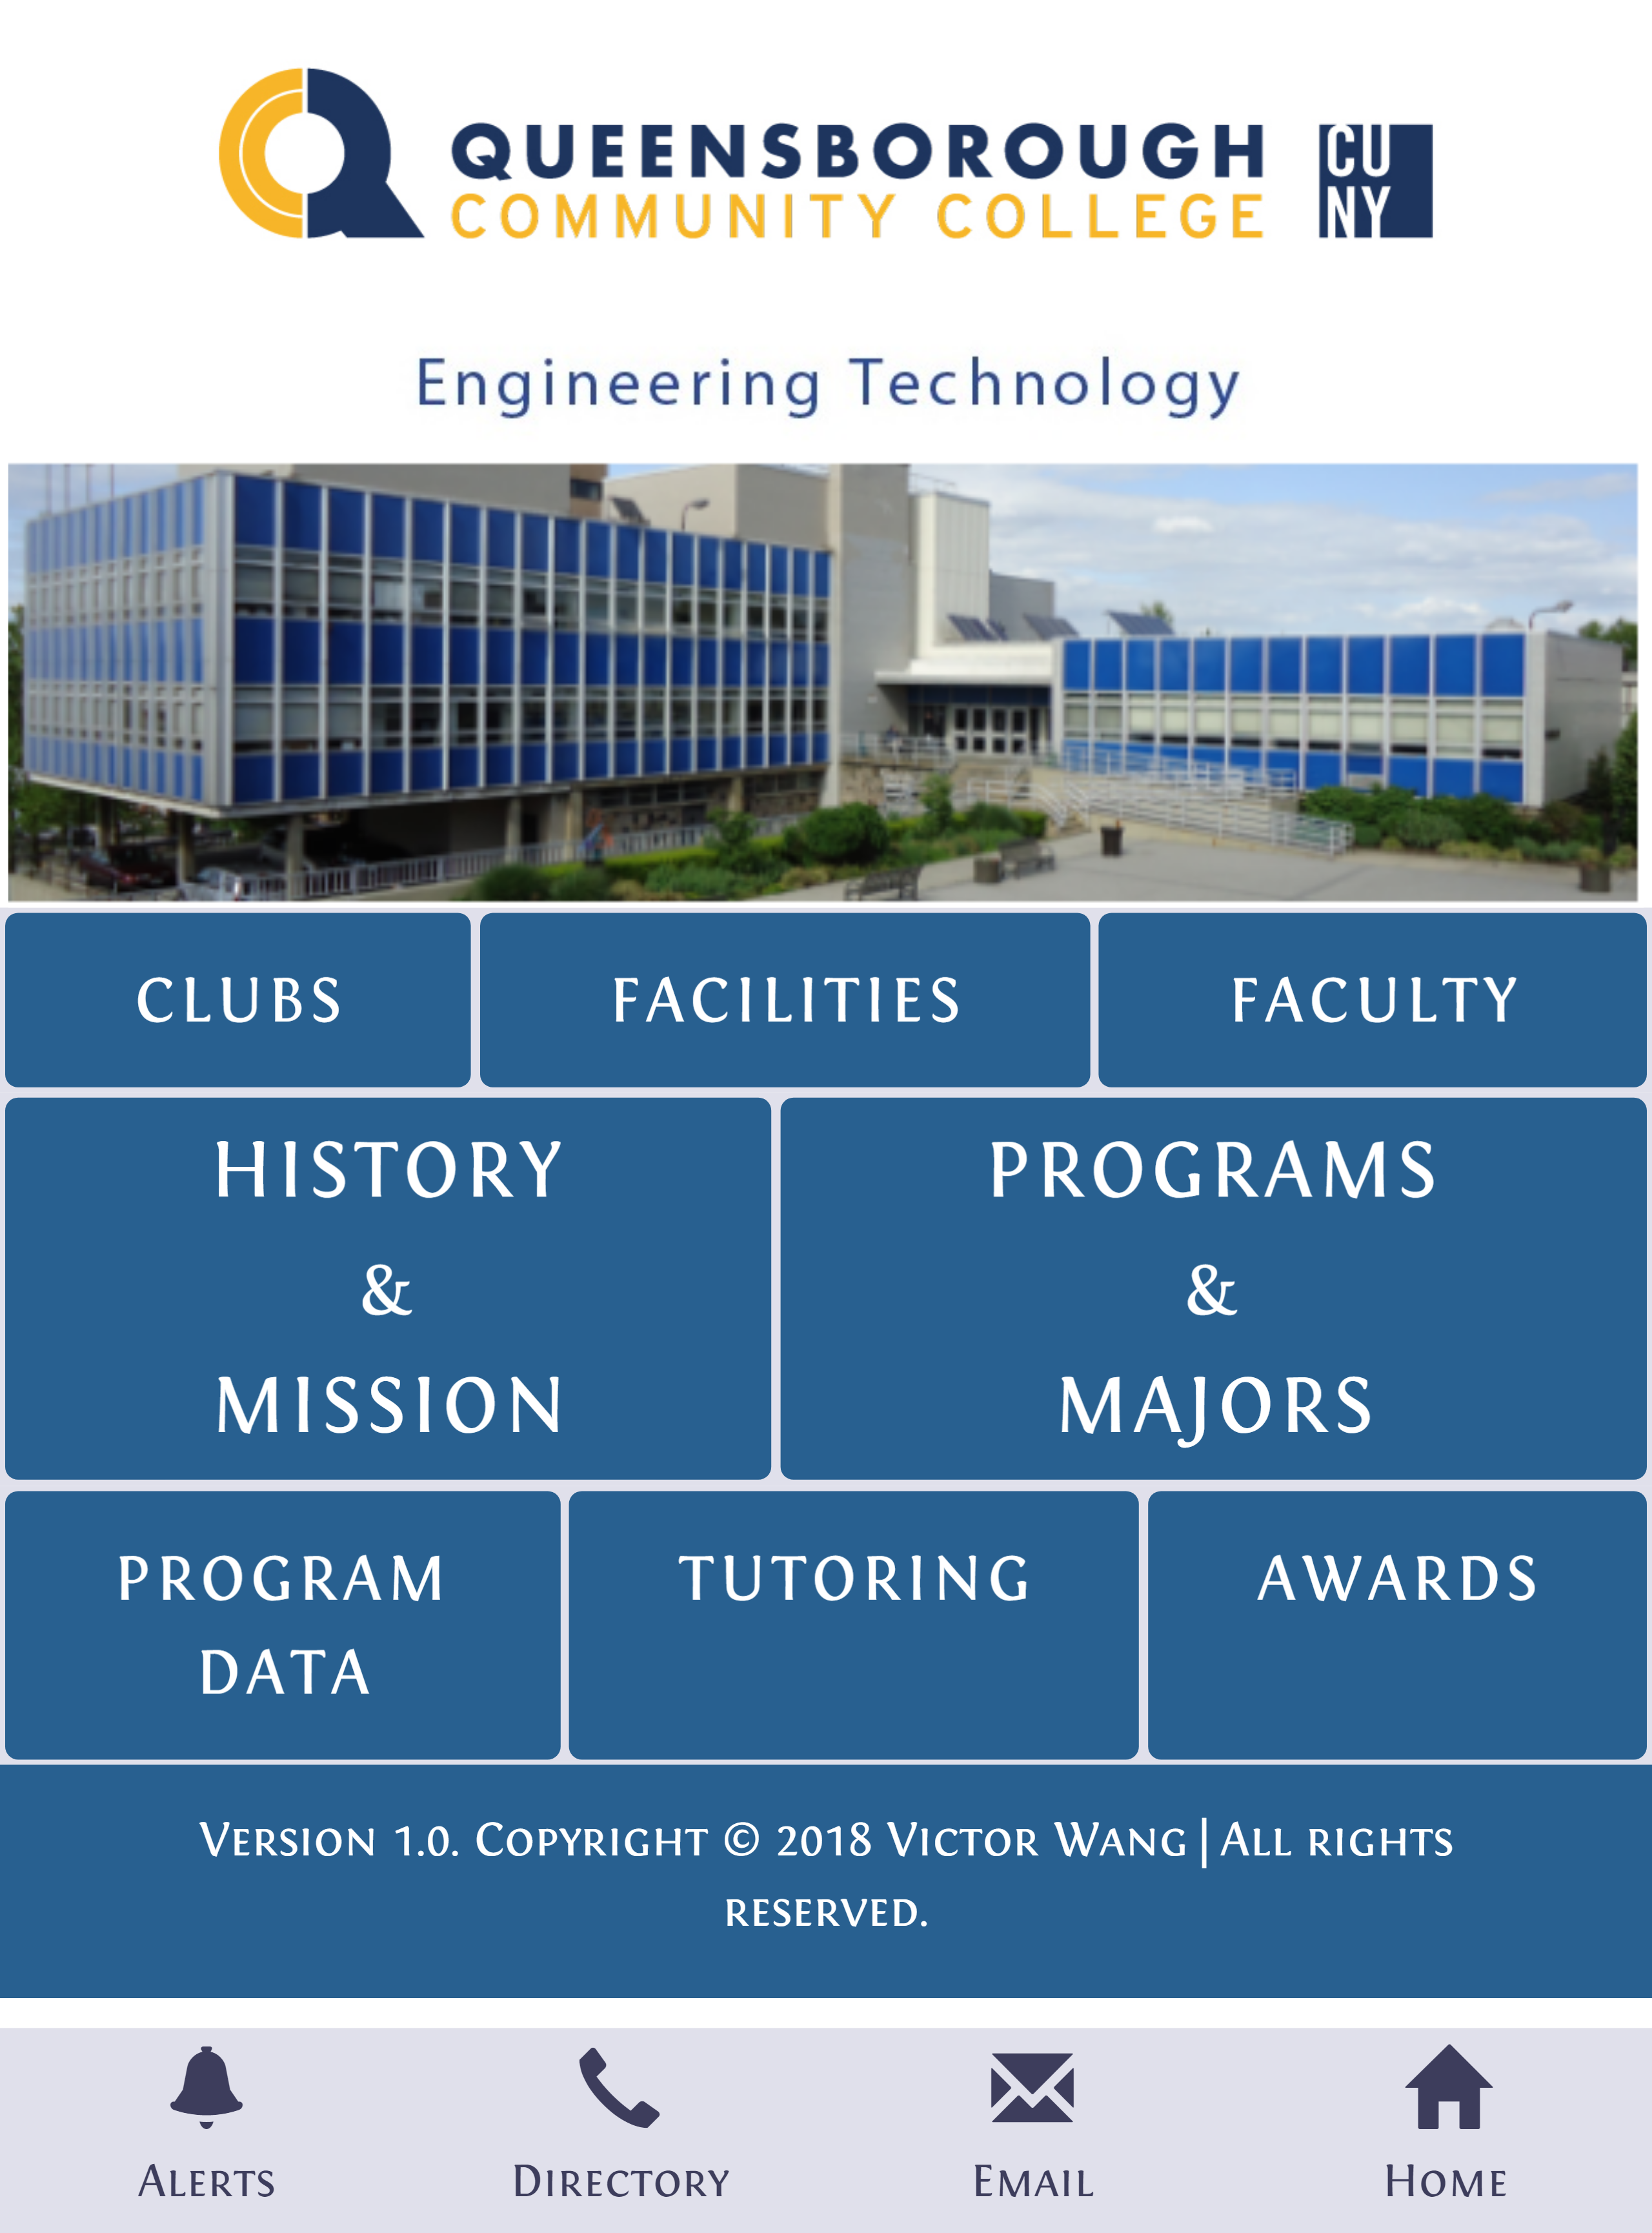 QUEENSBOROUGH
COMMUNITY COLLEGE
CU
NY
Engineering Technology
CLUBS
FACILITIES
FACULTY
HISTORY
&
MISSION
PROGRAMS
&
MAJORS
PROGRAM
DATA
TUTORING
AWARDS
Version 1.0. Copyright © 2018 Victor Wang | All rights
reserved.
Alerts
Directory
Email
Home